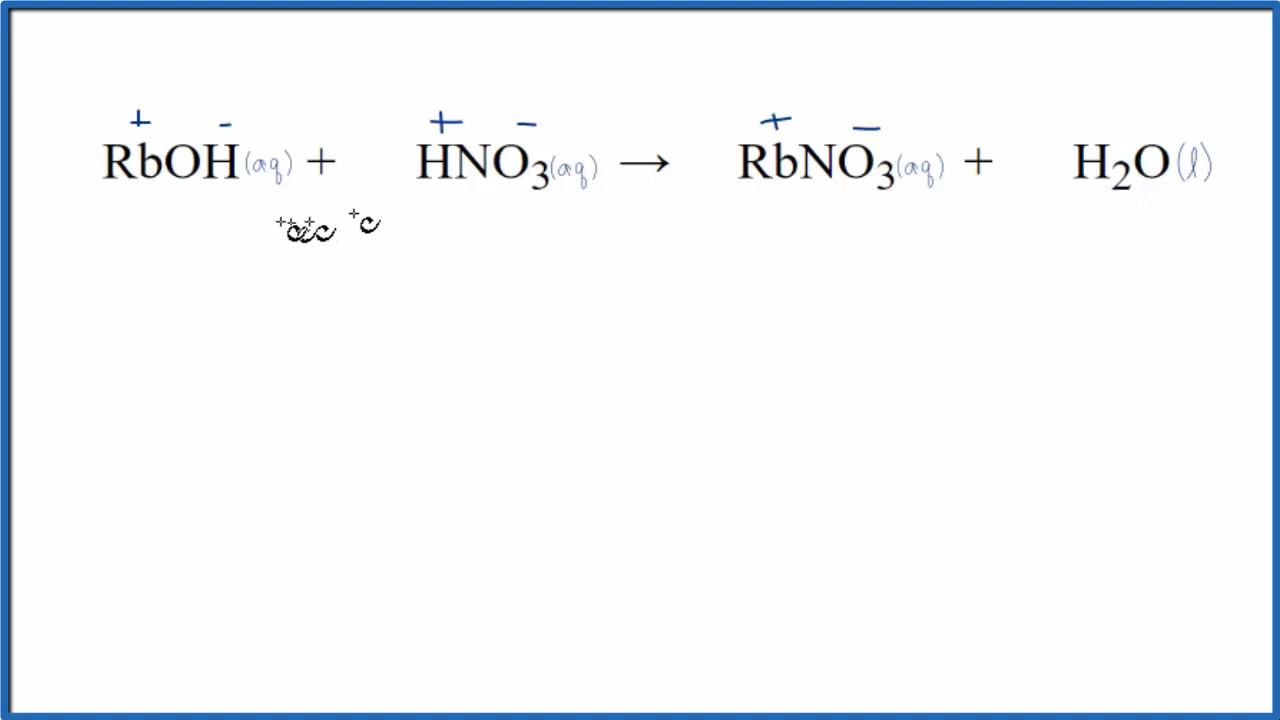 + - + - + -
RbOH(aq) + HNO₃(aq) → RbNO₃(aq) + H₂O(l)